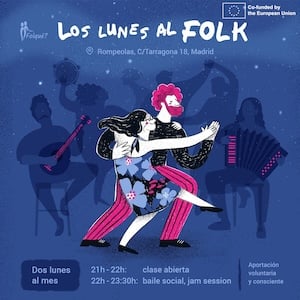 Co-funded by
the European Union
Folqué?
LOS LUNES AL FOLK
Rompeolas, C/Tarragona 18, Madrid
Dos lunes
al mes
21h - 22h: clase abierta
22h - 23:30h: baile social, jam session
Aportación
voluntaria
y consciente